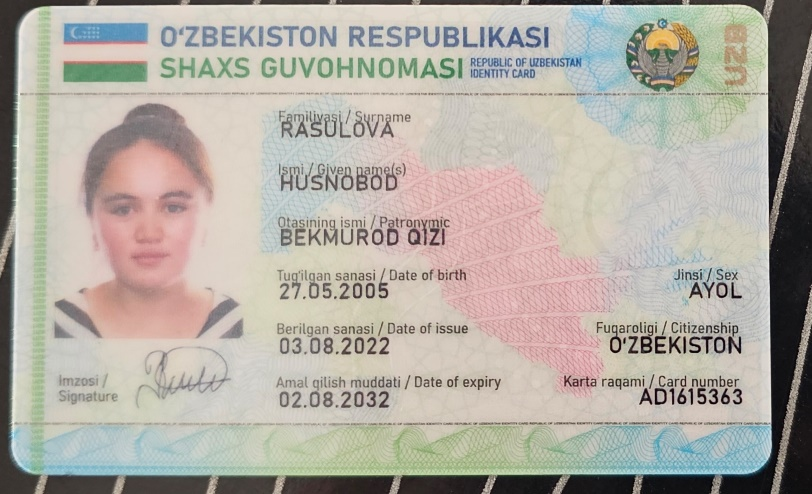 O‘ZBEKISTON RESPUBLIKASI
SHAXS GUVOHNOMASI
REPUBLIC OF UZBEKISTAN
IDENTITY CARD
UZB
Familiyasi / Surname
RASULOVA
Ismi / Given name(s)
HUSNOBOD
Otasining ismi / Patronymic
BEKMUROD QIZI
Tug‘ilgan sanasi / Date of birth
27.05.2005
Jinsi / Sex
AYOL
Berilgan sanasi / Date of issue
03.08.2022
Fuqaroligi / Citizenship
O‘ZBEKISTON
Amal qilish muddati / Date of expiry
02.08.2032
Karta raqami / Card number
AD1615363
Imzosi /
Signature